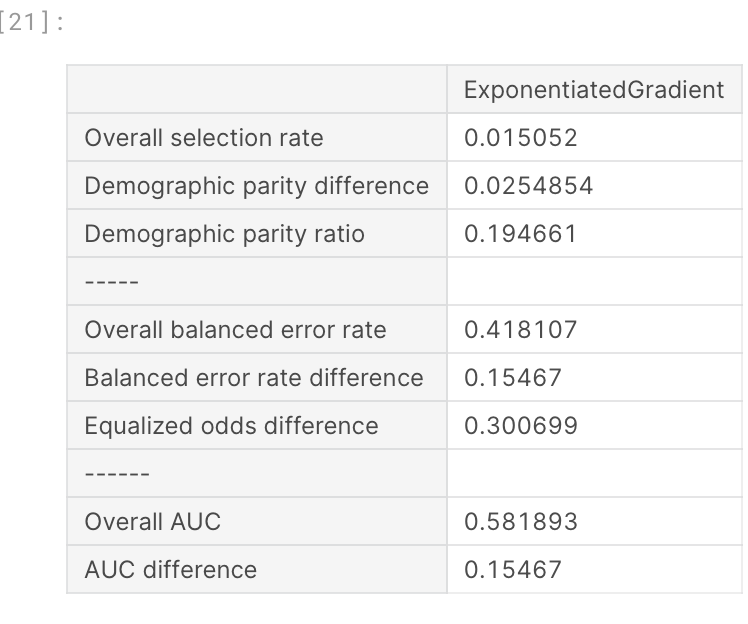 [21]:
ExponentiatedGradient
Overall selection rate 0.015052
Demographic parity difference 0.0254854
Demographic parity ratio 0.194661
-----
Overall balanced error rate 0.418107
Balanced error rate difference 0.15467
Equalized odds difference 0.300699
------
Overall AUC 0.581893
AUC difference 0.15467